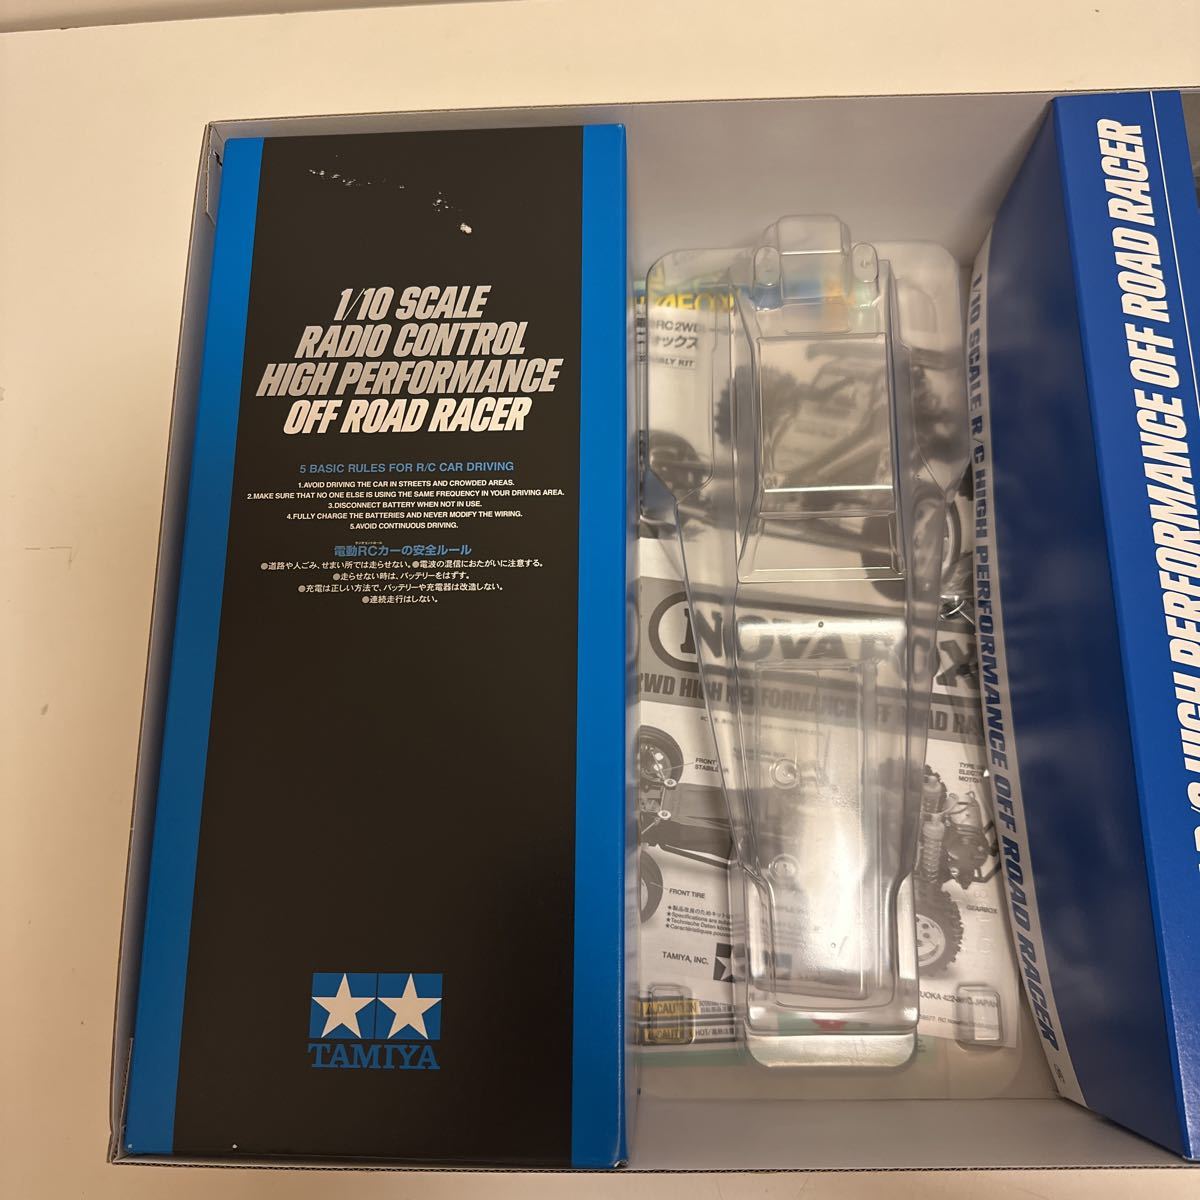 1/10 SCALE
RADIO CONTROL
HIGH PERFORMANCE
OFF ROAD RACER
5 BASIC RULES FOR R/C CAR DRIVING
1.AVOID DRIVING THE CAR IN STREETS AND CROWDED AREAS.
2.MAKE SURE THAT NO ONE ELSE IS USING THE SAME FREQUENCY IN YOUR DRIVING AREA.
3.DISCONNECT BATTERY WHEN NOT IN USE.
4.FULLY CHARGE THE BATTERIES AND NEVER MODIFY THE WIRING.
5.AVOID CONTINUOUS DRIVING.
電動RCカーの安全ルール
●道路や人ごみ、せまい所では走らせない。●電波の混信におたがいに注意する。
●走らせない時は、バッテリーをはずす。
●充電は正しい方法で、バッテリーや充電器は改造しない。
●連続走行はしない。
TAMIYA
RC 2WD
NOVAFOX
FRONT
FRONT TIRE
GEARBOX
TAMIYA, INC.
CAUTION
1/10 SCALE R/C HIGH PERFORMANCE OFF ROAD RACER
HIGH PERFORMANCE OFF ROAD RACER